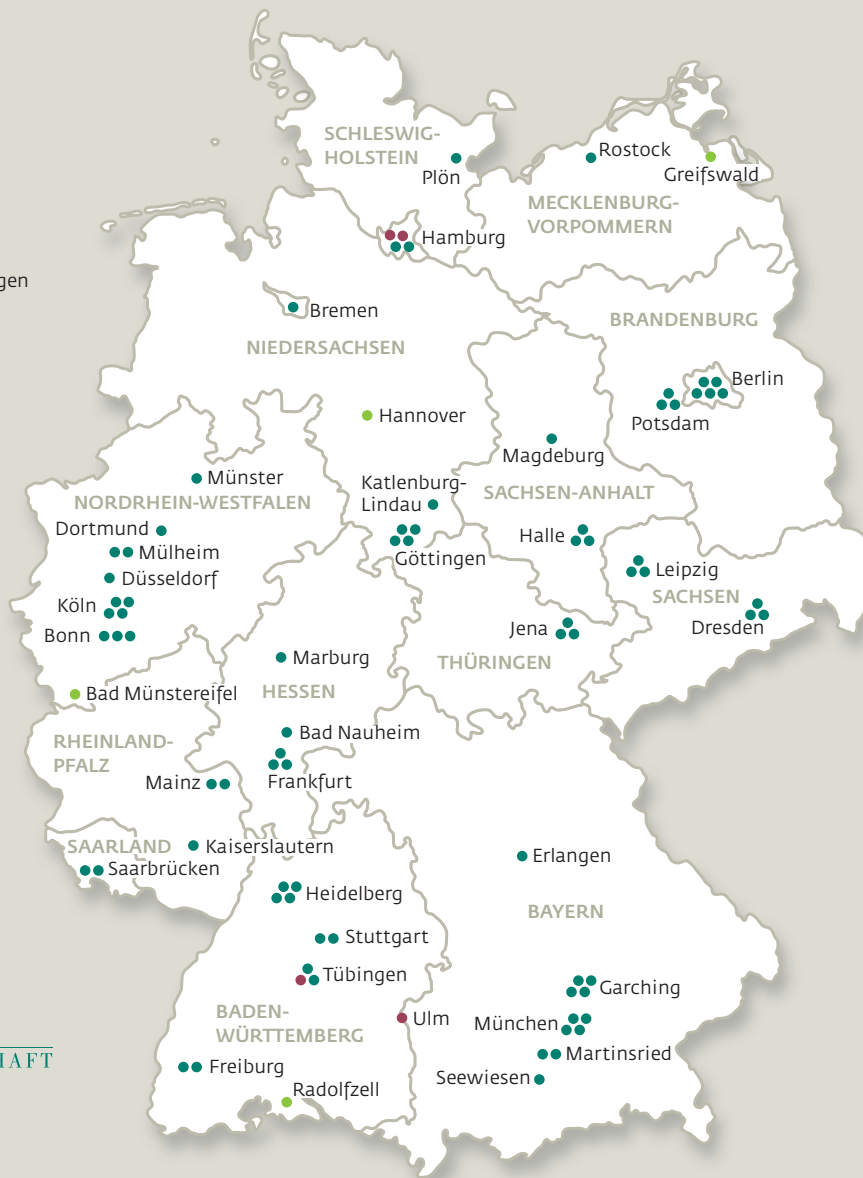 SCHLESWIG-
HOLSTEIN
Plön
Rostock
Greifswald
MECKLENBURG-
VORPOMMERN
Hamburg
gen
Bremen
NIEDERSACHSEN
BRANDENBURG
Berlin
Potsdam
Hannover
Magdeburg
Münster
NORDRHEIN-WESTFALEN
Katlenburg-
Lindau
SACHSEN-ANHALT
Dortmund
Mülheim
Göttingen
Halle
Düsseldorf
Leipzig
SACHSEN
Köln
Bonn
Jena
Dresden
Marburg
THÜRINGEN
HESSEN
Bad Münstereifel
Bad Nauheim
RHEINLAND-
PFALZ
Mainz
Frankfurt
SAARLAND
Kaiserslautern
Saarbrücken
Erlangen
Heidelberg
BAYERN
Stuttgart
Tübingen
Garching
BADEN-
WÜRTTEMBERG
Ulm
München
HAFT
Martinsried
Freiburg
Seewiesen
Radolfzell